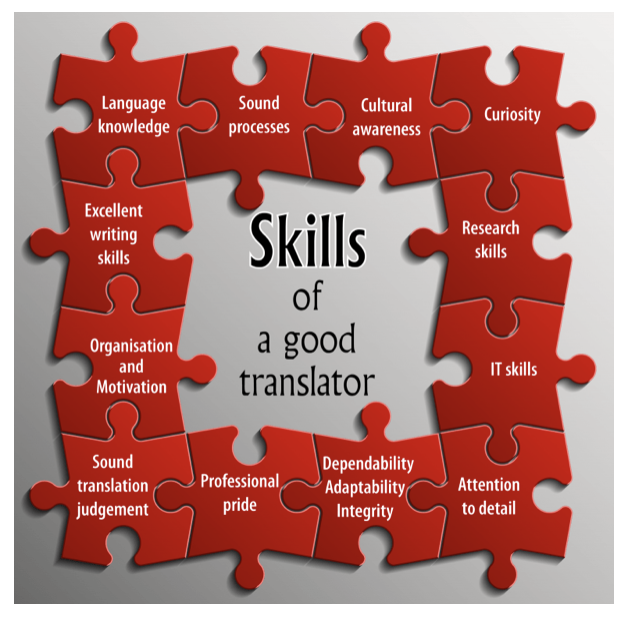 Language
knowledge
Sound
processes
Cultural
awareness
Curiosity
Excellent
writing
skills
Skills
of
a good
translator
Research
skills
Organisation
and
Motivation
IT skills
Sound
translation
judgement
Professional
pride
Dependability
Adaptability
Integrity
Attention
to detail